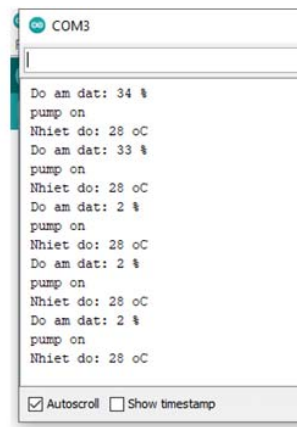 COM3
Do am dat: 34 %
pump on
Nhiet do: 28 oC
Do am dat: 33 %
pump on
Nhiet do: 28 oC
Do am dat: 2 %
pump on
Nhiet do: 28 oC
Do am dat: 2 %
pump on
Nhiet do: 28 oC
Do am dat: 2 %
pump on
Nhiet do: 28 oC
Autoscroll Show timestamp